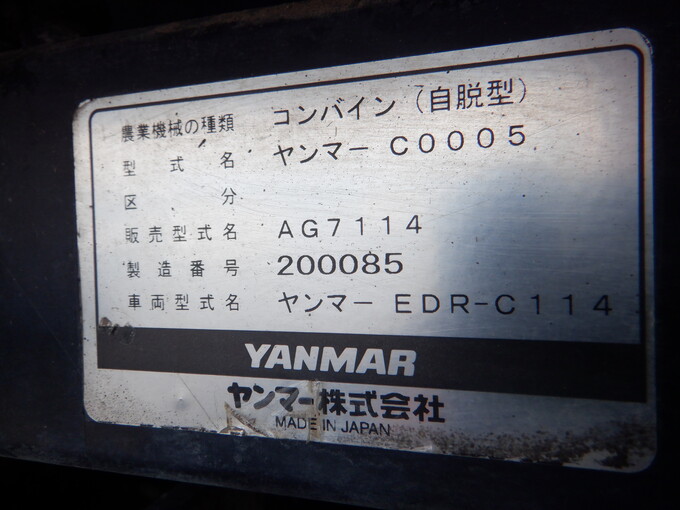 農業機械の種類 コンバイン（自脱型）
型式名 ヤンマー C0005
区分
販売型式名 AG7114
製造番号 200085
車両型式名 ヤンマー EDR-C114
YANMAR
ヤンマー株式会社
MADE IN JAPAN